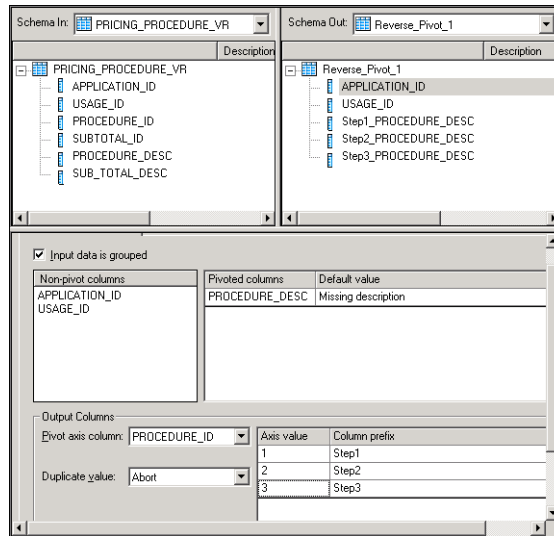 Schema In: PRICING_PROCEDURE_VR
Description
PRICING_PROCEDURE_VR
APPLICATION_ID
USAGE_ID
PROCEDURE_ID
SUBTOTAL_ID
PROCEDURE_DESC
SUB_TOTAL_DESC
Schema Out: Reverse_Pivot_1
Description
Reverse_Pivot_1
APPLICATION_ID
USAGE_ID
Step1_PROCEDURE_DESC
Step2_PROCEDURE_DESC
Step3_PROCEDURE_DESC
Input data is grouped
Non-pivot columns
APPLICATION_ID
USAGE_ID
Pivoted columns Default value
PROCEDURE_DESC Missing description
Output Columns
Pivot axis column: PROCEDURE_ID
Duplicate value: Abort
Axis value Column prefix
1 Step1
2 Step2
3 Step3